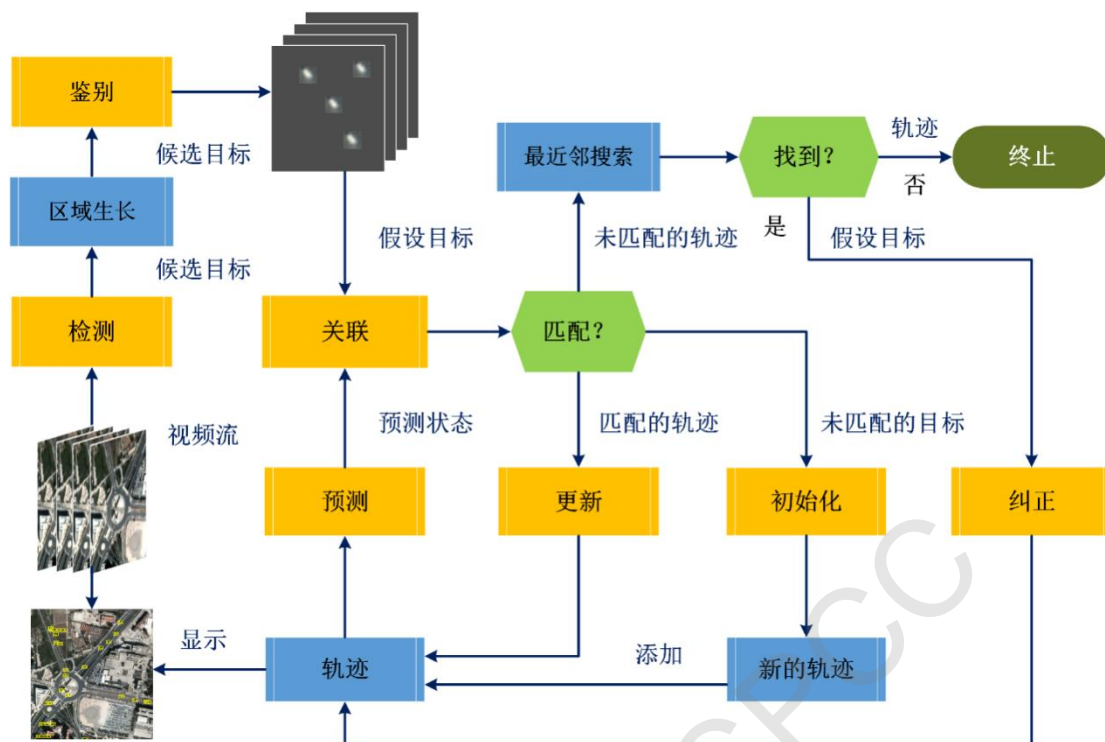 鉴别
候选目标
区域生长
候选目标
检测
视频流
假设目标
关联
预测状态
预测
轨迹
显示
最近邻搜索
未匹配的轨迹
匹配？
匹配的轨迹
更新
找到？
轨迹
否
终止
是
假设目标
未匹配的目标
初始化
纠正
添加
新的轨迹